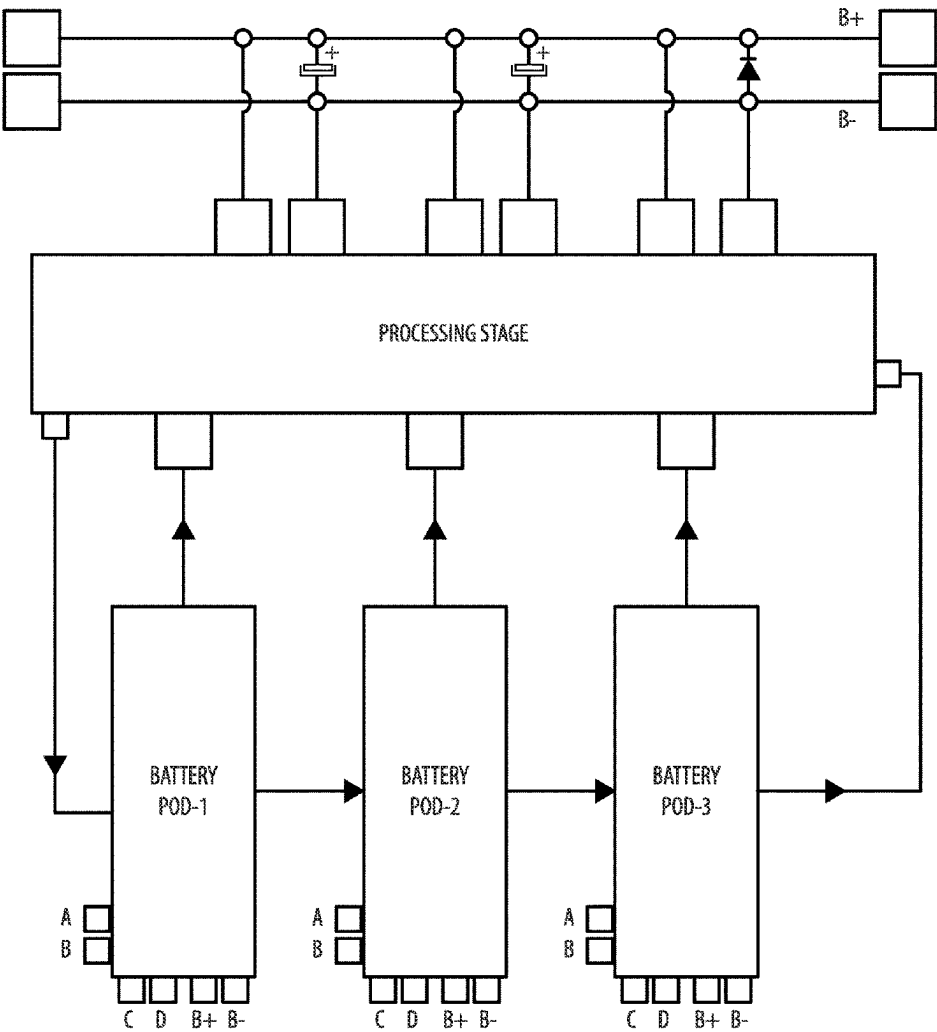 B+
+ +
B-
PROCESSING STAGE
BATTERY
POD-1
BATTERY
POD-2
BATTERY
POD-3
A
B
A
B
A
B
C D B+ B-
C D B+ B-
C D B+ B-